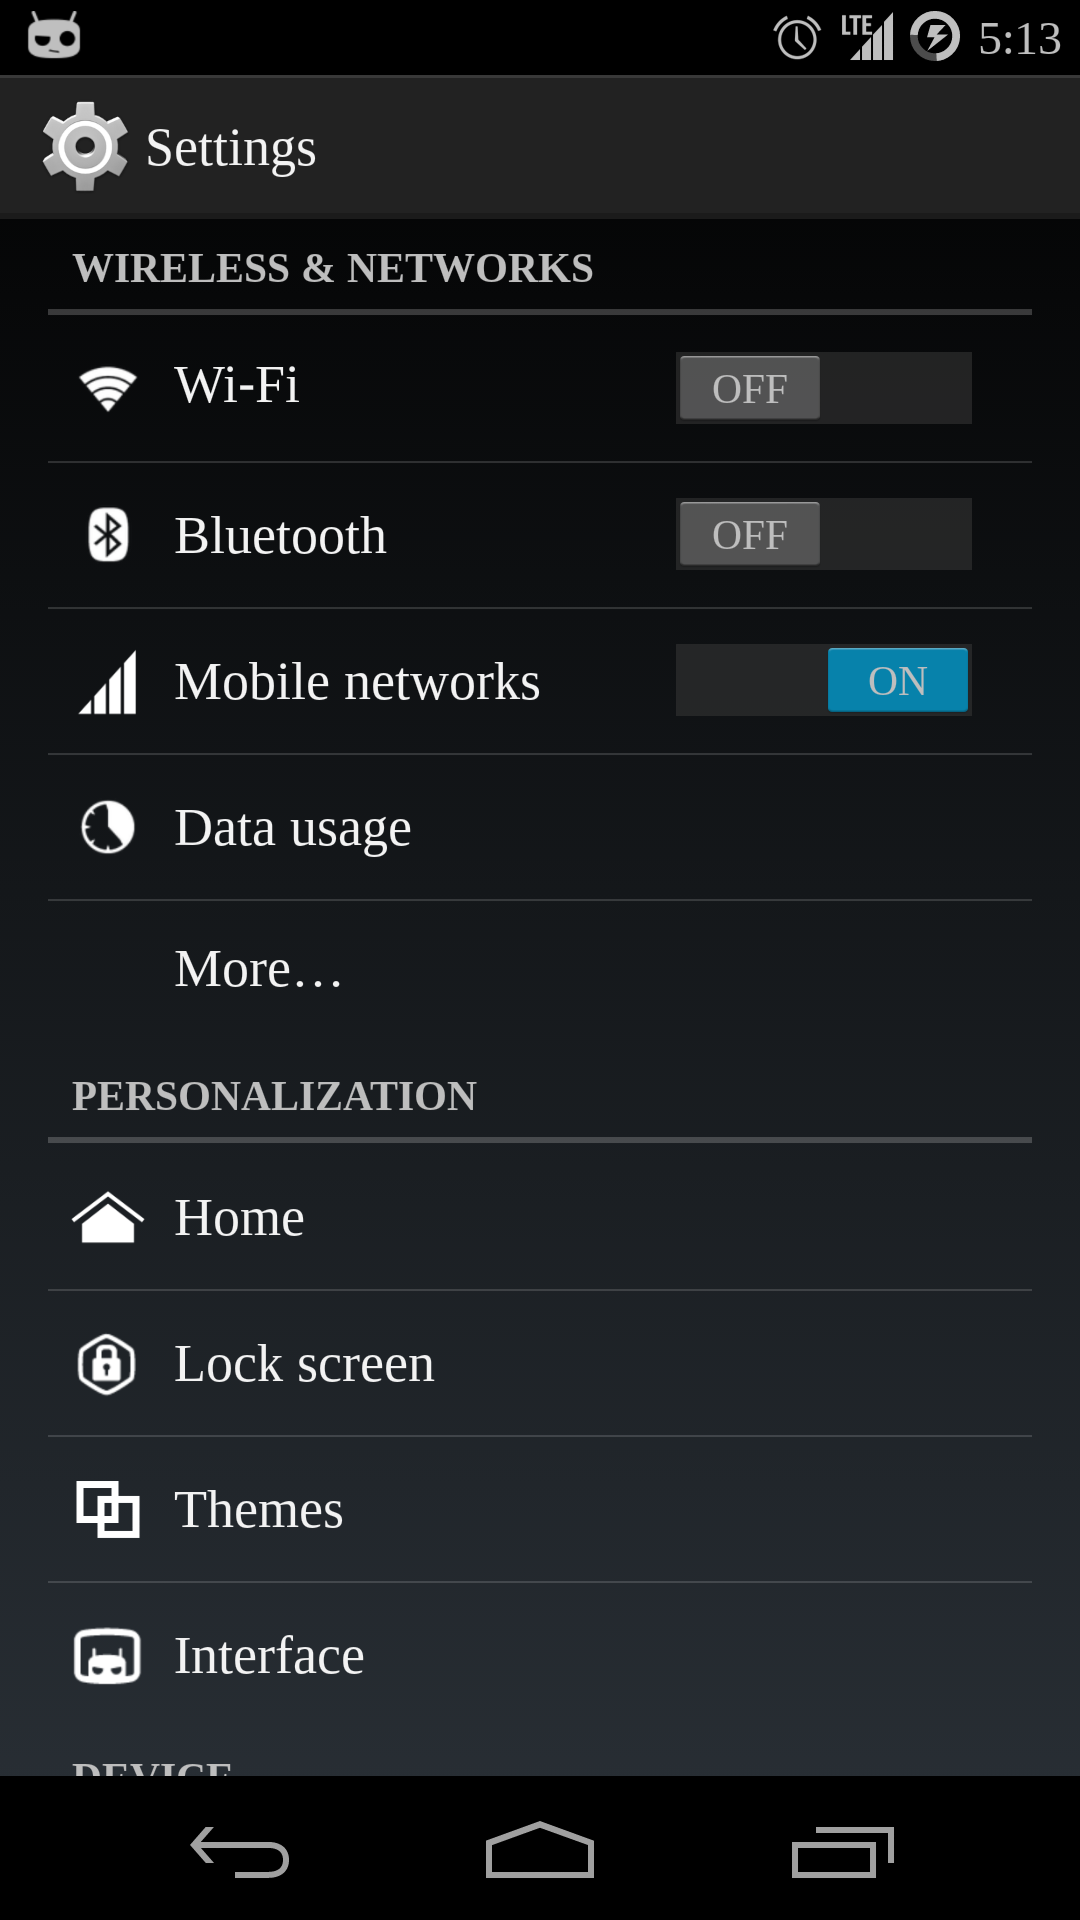 LTE 5:13
Settings
WIRELESS & NETWORKS
Wi-Fi OFF
Bluetooth OFF
Mobile networks ON
Data usage
More…
PERSONALIZATION
Home
Lock screen
Themes
Interface
DEVICE